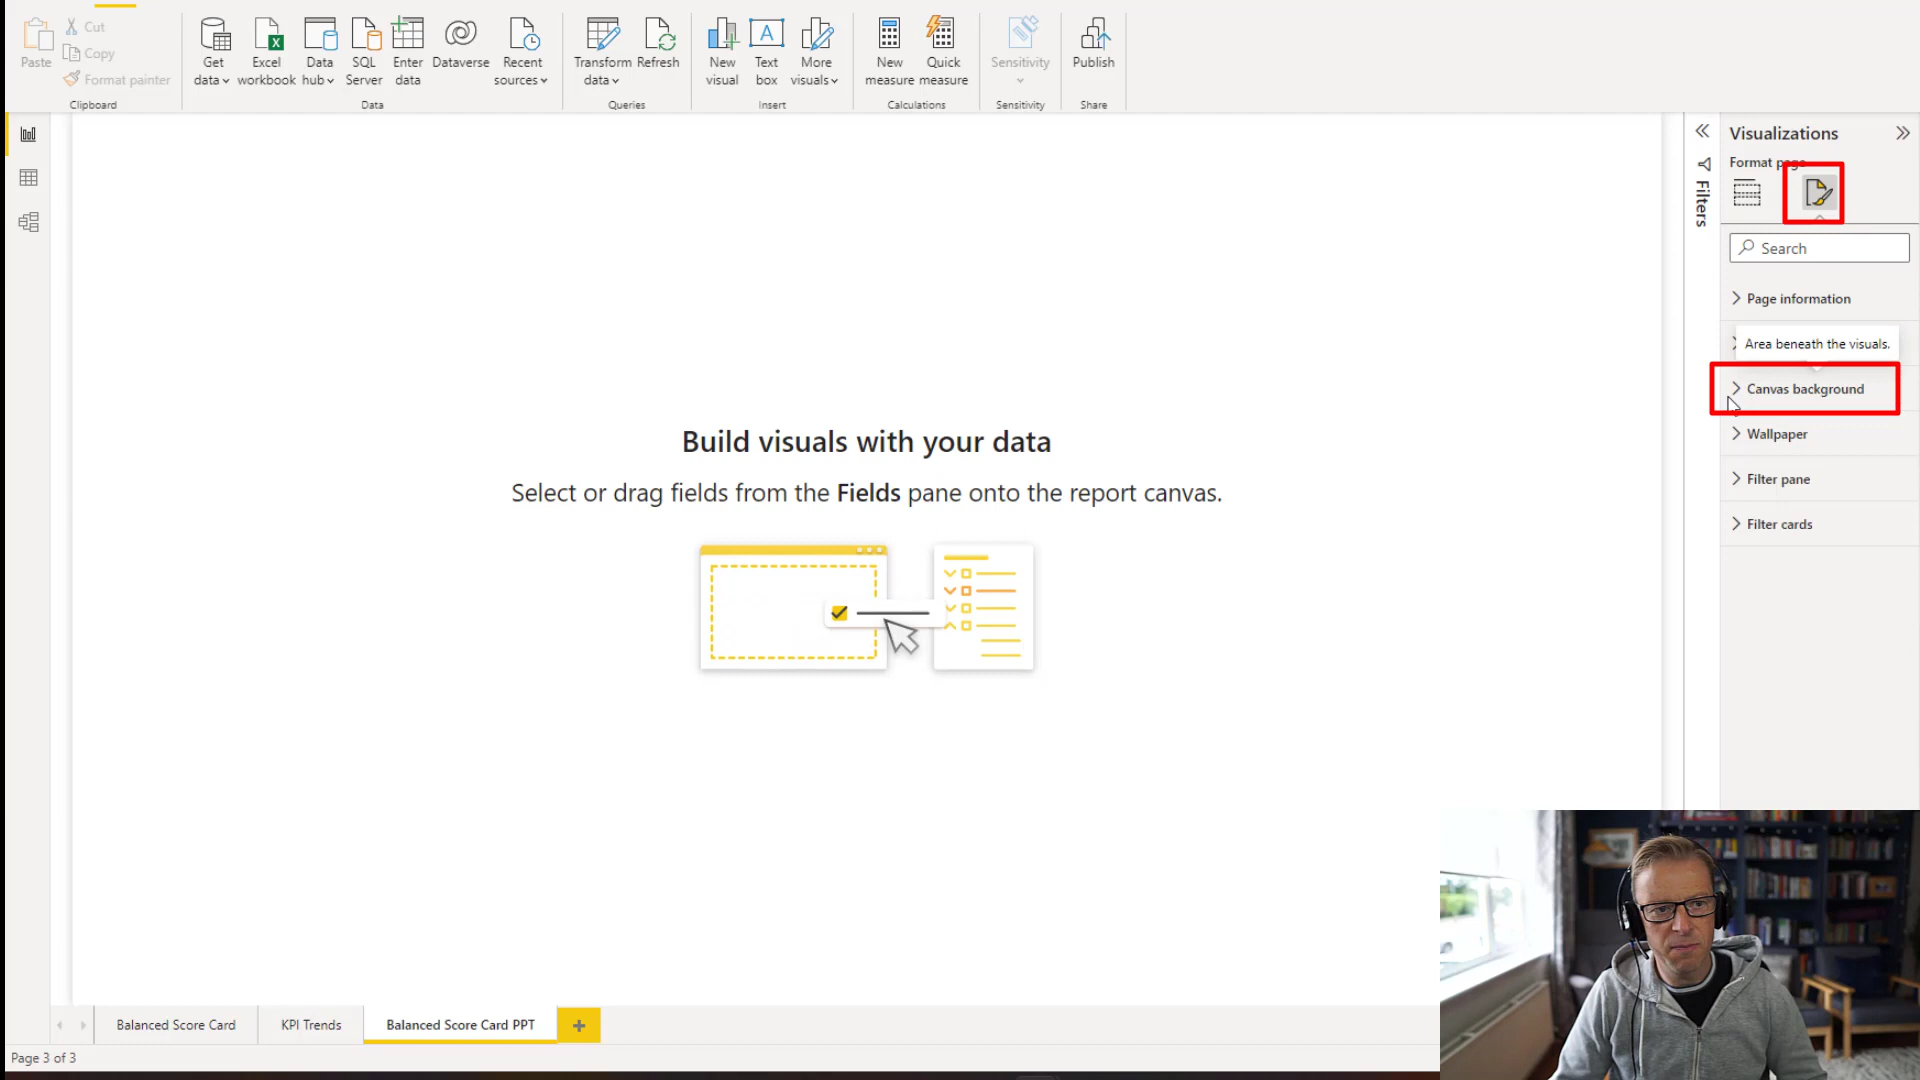 Paste
Cut
Copy
Format painter
Clipboard
Get data
Excel workbook
Data hub
SQL Server
Enter data
Dataverse
Recent sources
Data
Transform data
Refresh
Queries
New visual
Text box
More visuals
Insert
New measure
Quick measure
Calculations
Sensitivity
Sensitivity
Publish
Share
Visualizations
Format page
Filters
Search
Page information
Area beneath the visuals.
Canvas background
Wallpaper
Filter pane
Filter cards
Build visuals with your data
Select or drag fields from the Fields pane onto the report canvas.
Balanced Score Card
KPI Trends
Balanced Score Card PPT
Page 3 of 3